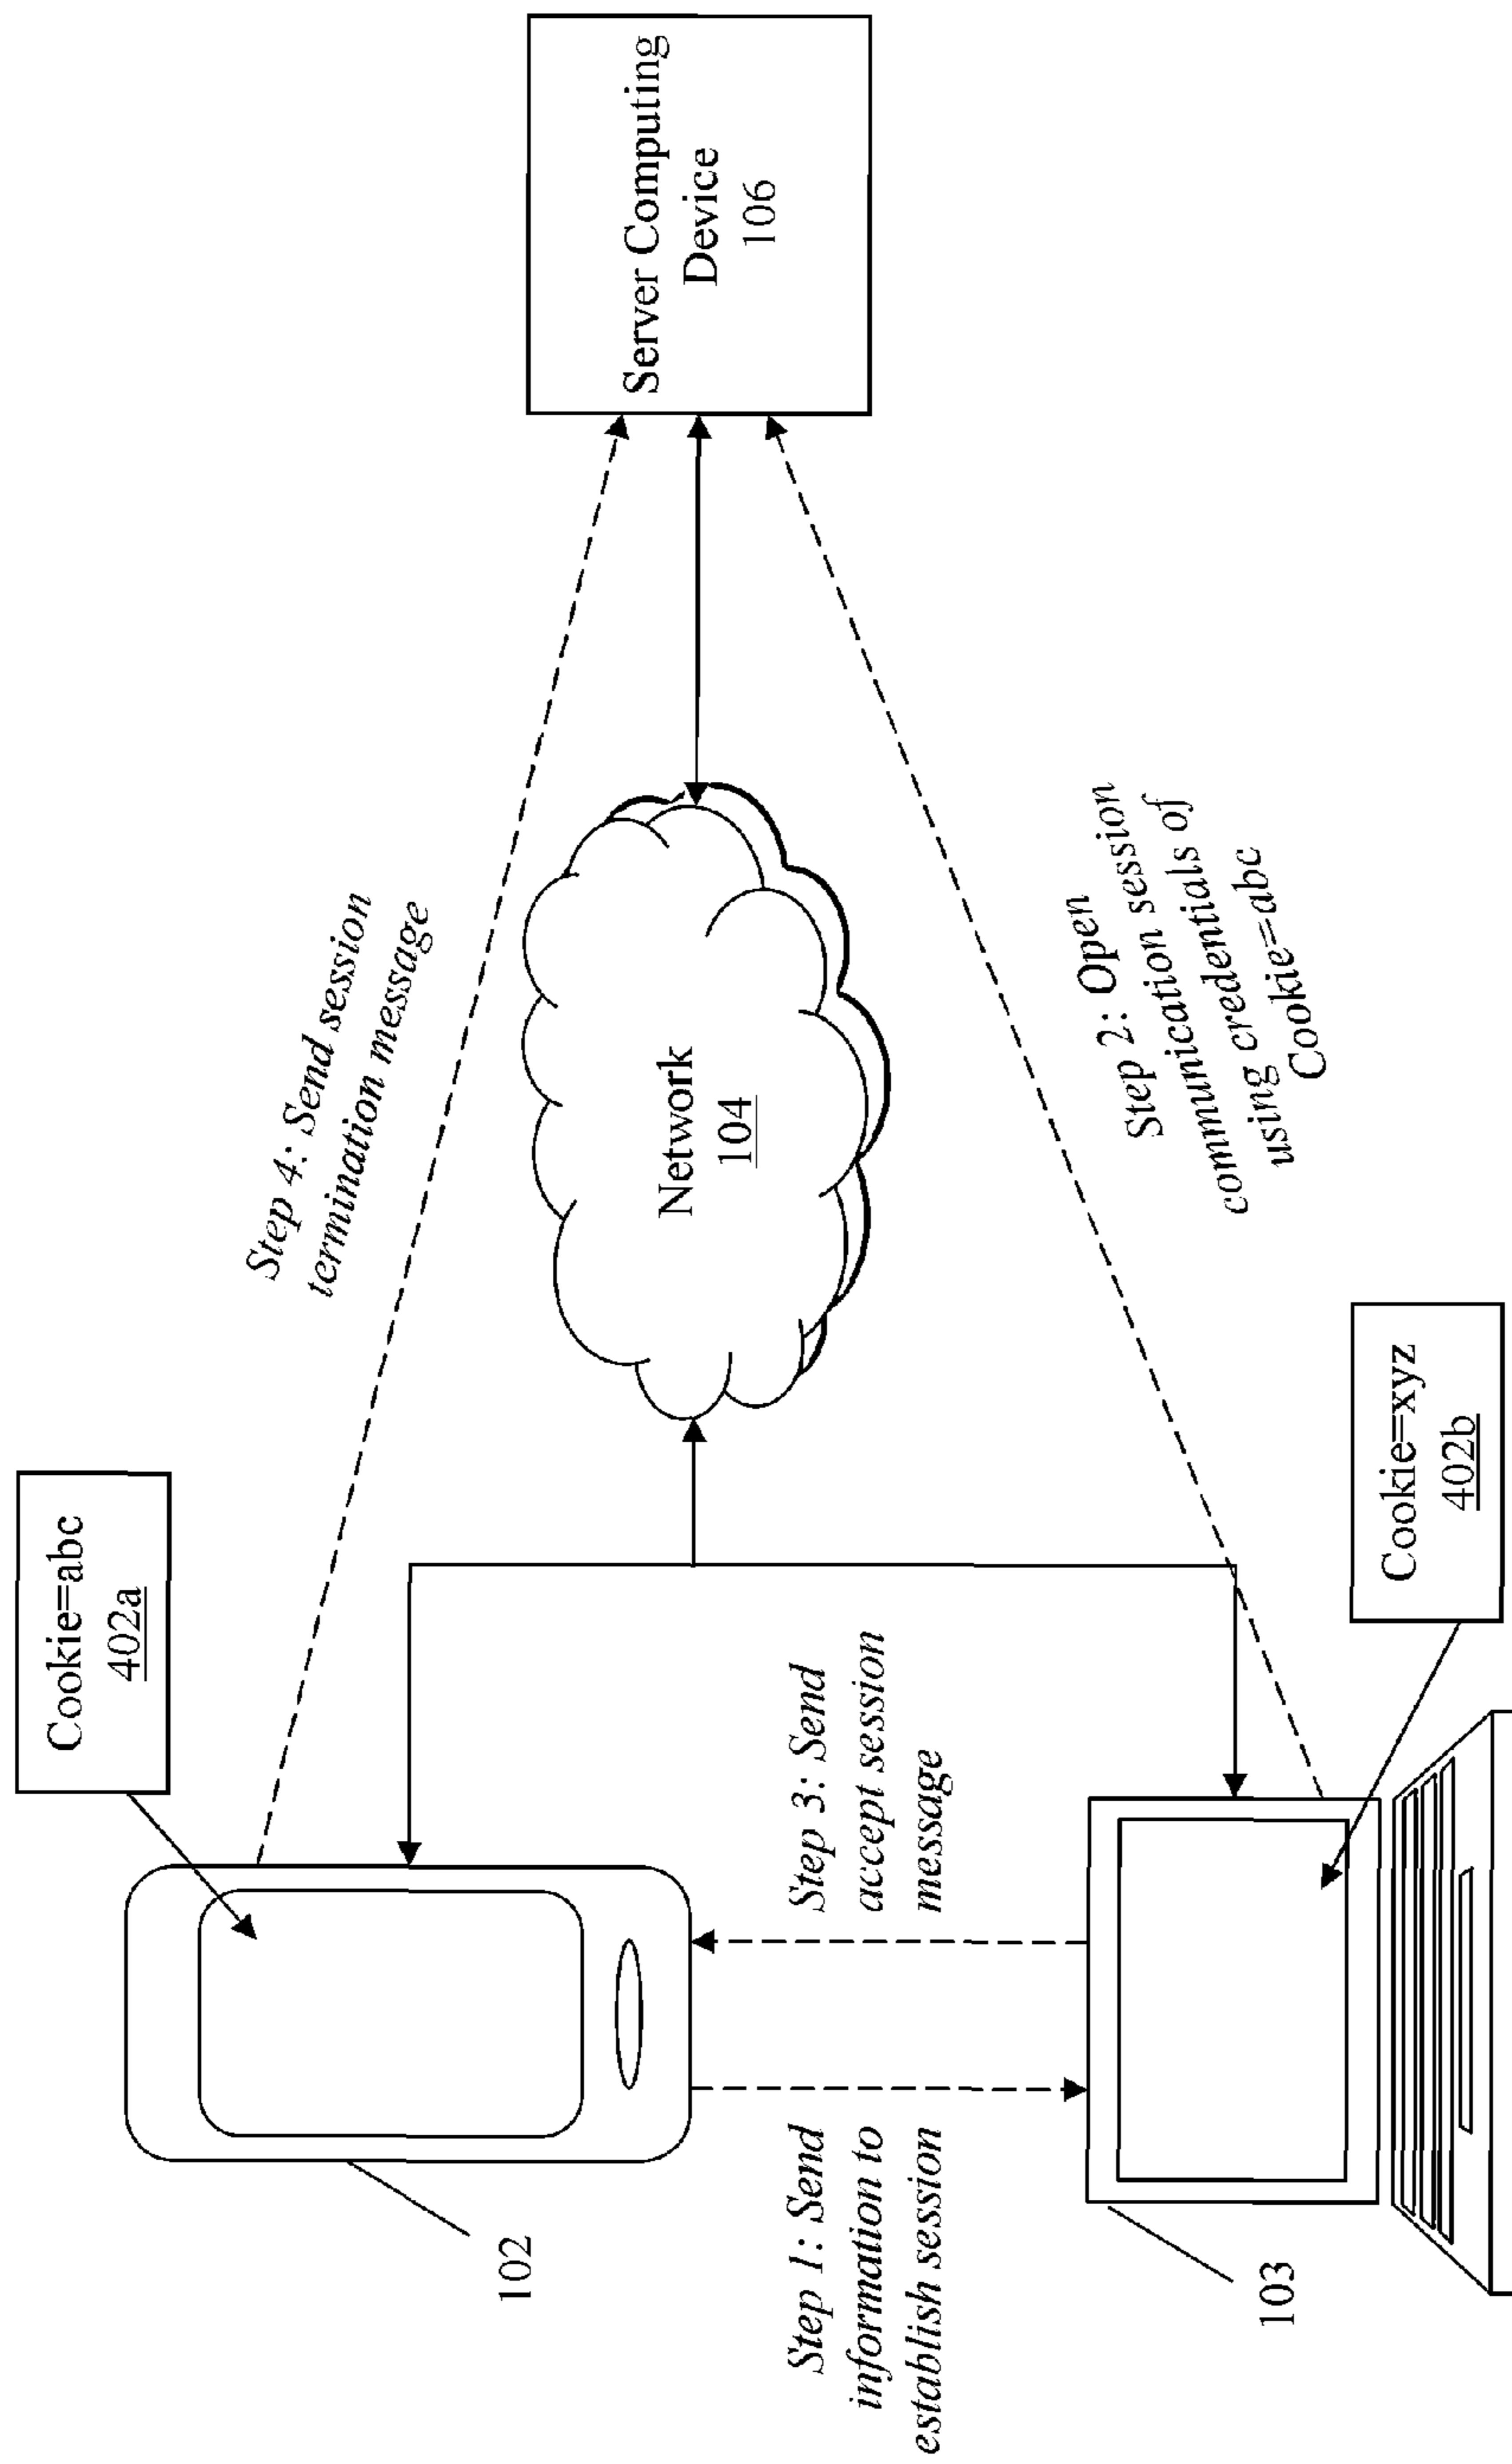 Cookie=abc
402a
Step 4: Send session
termination message
Server Computing
Device
106
Network
104
102
Step 1: Send
information to
establish session
Step 3: Send
accept session
message
Step 2: Open
communication session
using credentials of
Cookie=abc
103
Cookie=xyz
402b